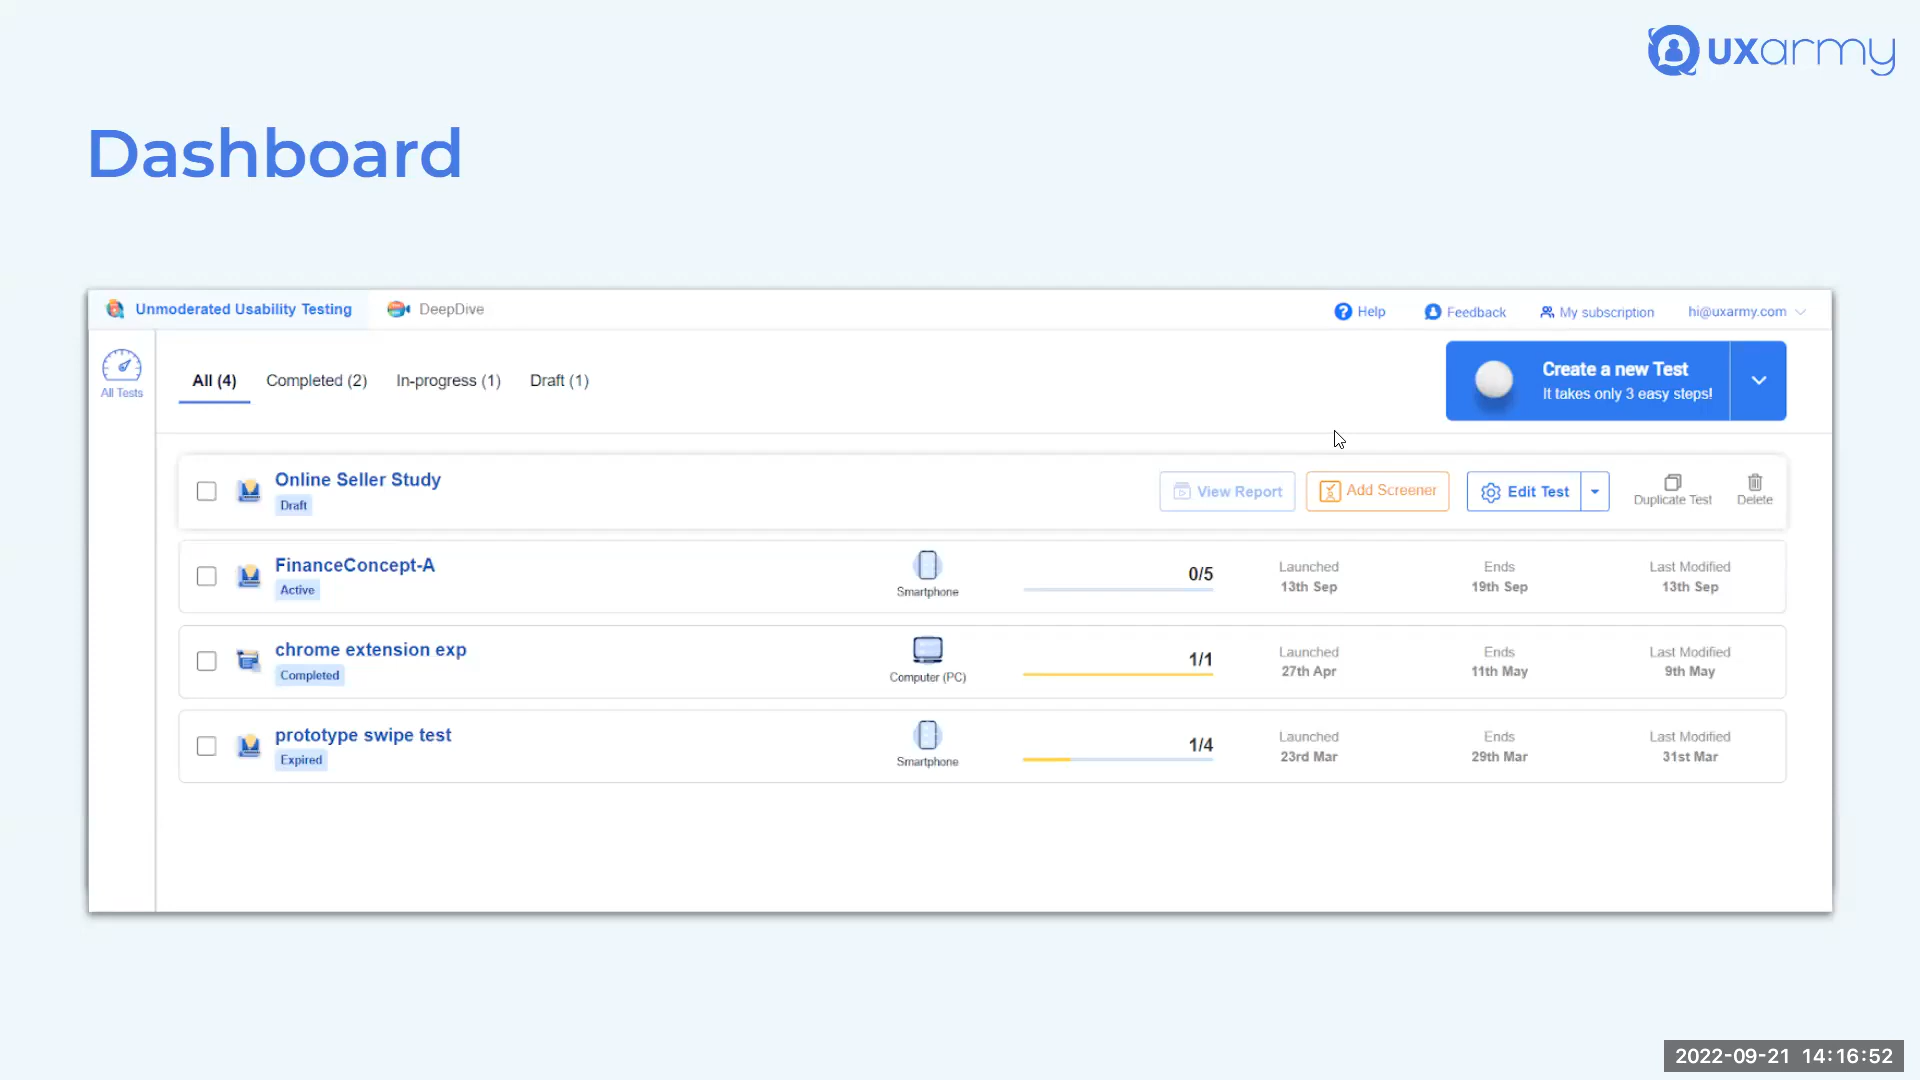 UXarmy
Dashboard
Unmoderated Usability Testing
DeepDive
Help
Feedback
My subscription
hi@uxarmy.com
All Tests
All (4)
Completed (2)
In-progress (1)
Draft (1)
Create a new Test
It takes only 3 easy steps!
Online Seller Study
Draft
View Report
Add Screener
Edit Test
Duplicate Test
Delete
FinanceConcept-A
Active
Smartphone
0/5
Launched
13th Sep
Ends
19th Sep
Last Modified
13th Sep
chrome extension exp
Completed
Computer (PC)
1/1
Launched
27th Apr
Ends
11th May
Last Modified
9th May
prototype swipe test
Expired
Smartphone
1/4
Launched
23rd Mar
Ends
29th Mar
Last Modified
31st Mar
2022-09-21 14:16:52